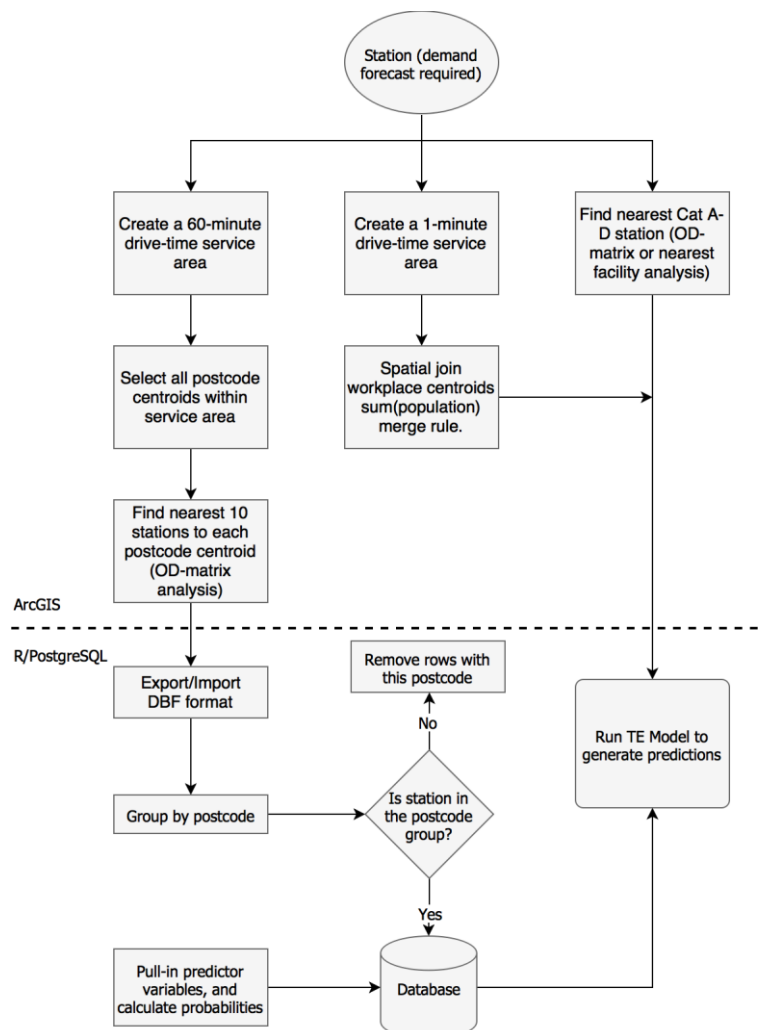 Station (demand
forecast required)
Create a 60-minute
drive-time service
area
Create a 1-minute
drive-time service
area
Find nearest Cat A-
D station (OD-
matrix or nearest
facility analysis)
Select all postcode
centroids within
service area
Spatial join
workplace centroids
sum(population)
merge rule.
Find nearest 10
stations to each
postcode centroid
(OD-matrix
analysis)
ArcGIS
R/PostgreSQL
Export/Import
DBF format
Remove rows with
this postcode
No
Run TE Model to
generate predictions
Group by postcode
Is station in
the postcode
group?
Yes
Pull-in predictor
variables, and
calculate probabilities
Database